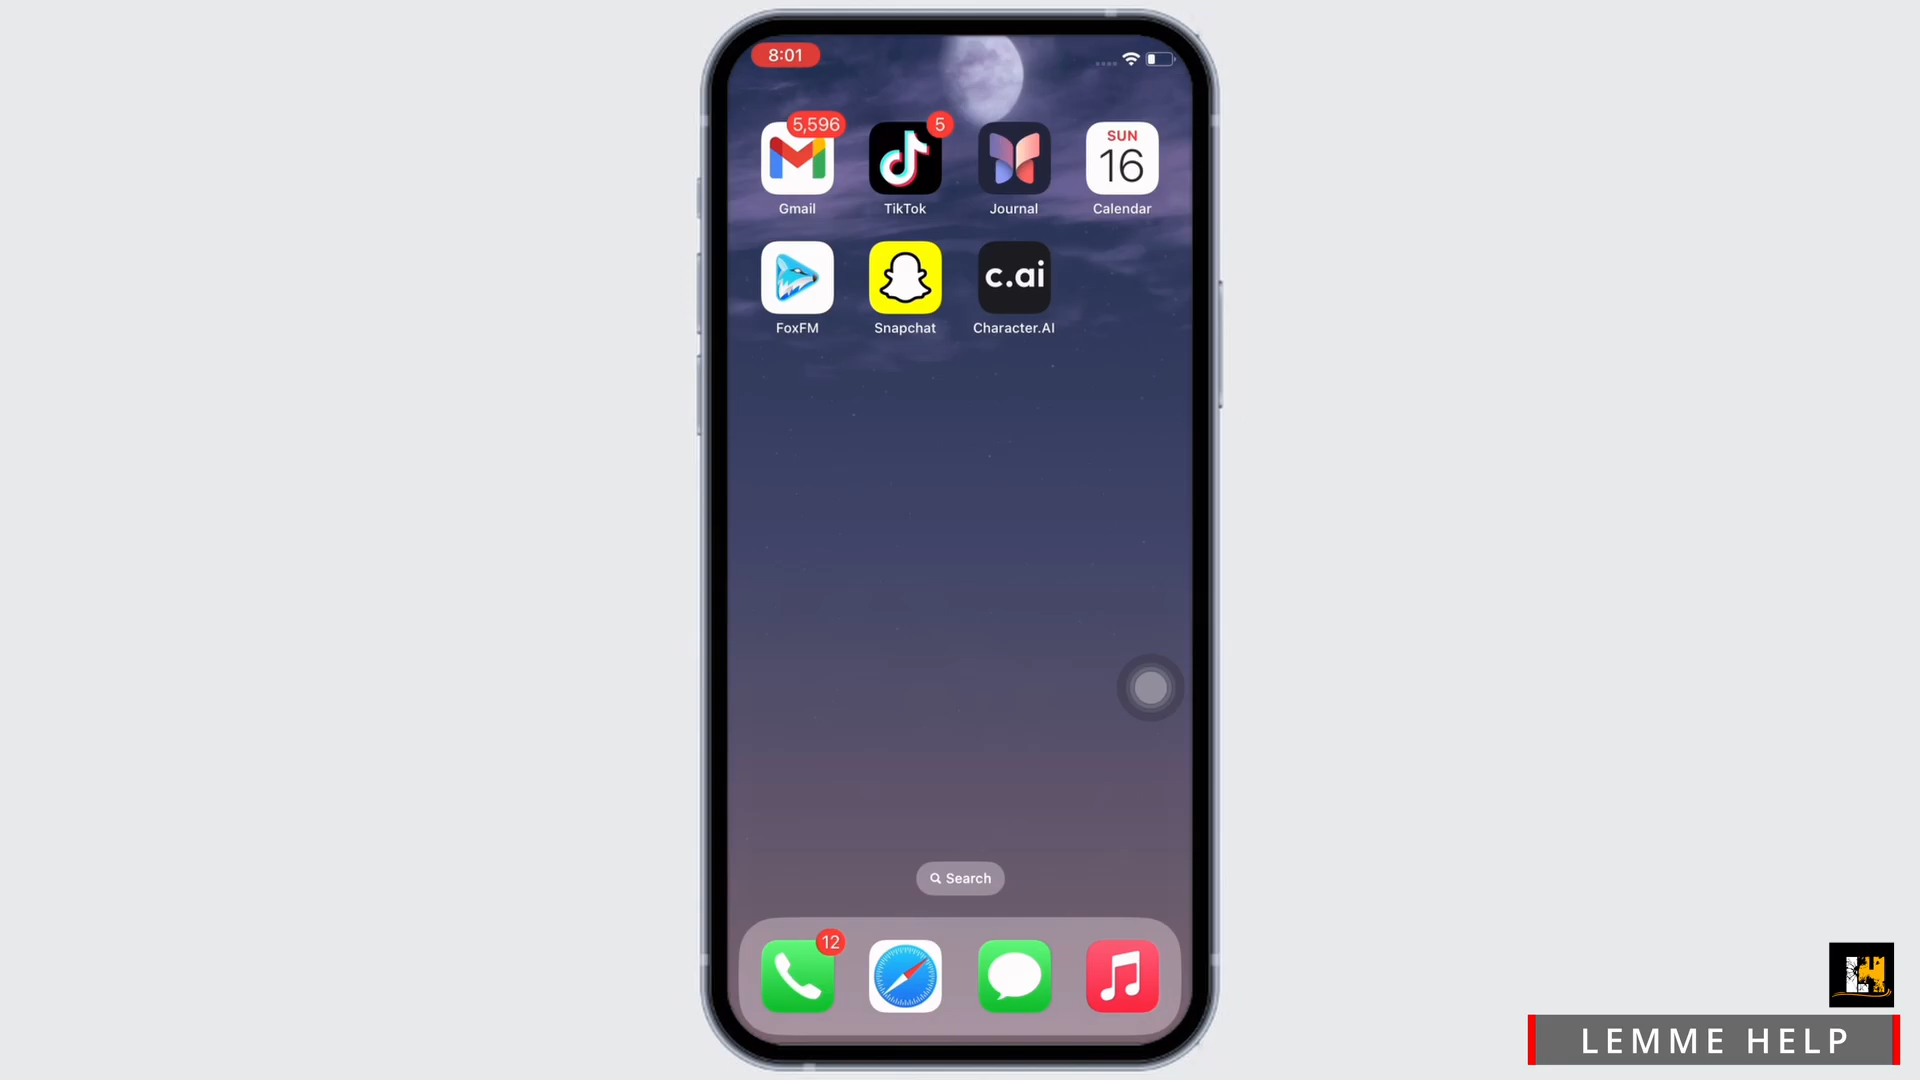 8:01
5,596
5
SUN
16
Gmail
TikTok
Journal
Calendar
c.ai
FoxFM
Snapchat
Character.AI
Search
12
LEMME HELP